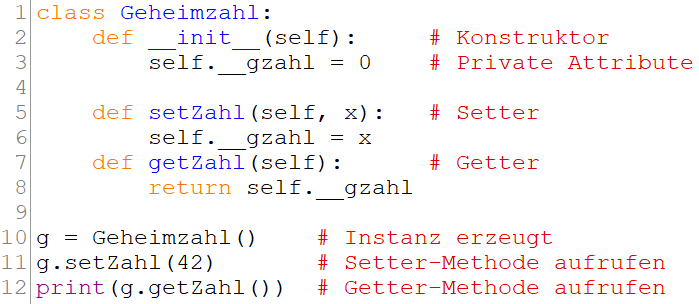 1 class Geheimzahl:
2     def __init__(self):     # Konstruktor
3         self.__gzahl = 0    # Private Attribute
4
5     def setZahl(self, x):   # Setter
6         self.__gzahl = x
7     def getZahl(self):      # Getter
8         return self.__gzahl
9
10 g = Geheimzahl()    # Instanz erzeugt
11 g.setZahl(42)       # Setter-Methode aufrufen
12 print(g.getZahl())  # Getter-Methode aufrufen